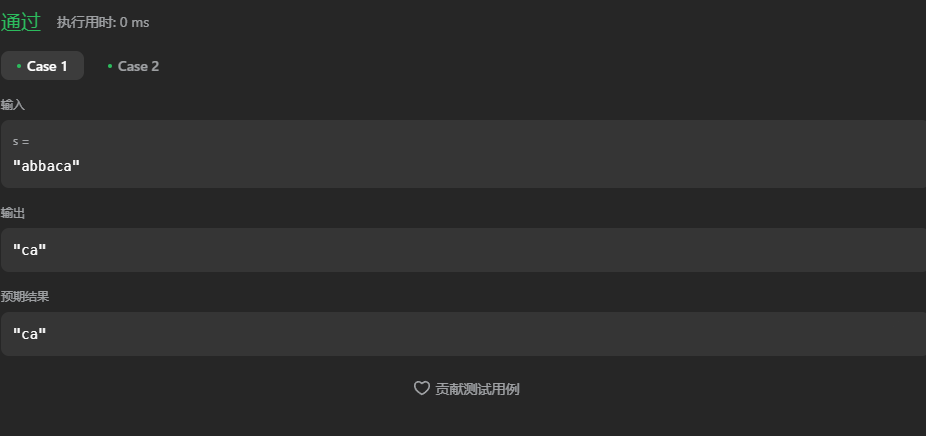 通过 执行用时: 0 ms
Case 1 Case 2
输入
s =
"abbaca"
输出
"ca"
预期结果
"ca"
贡献测试用例